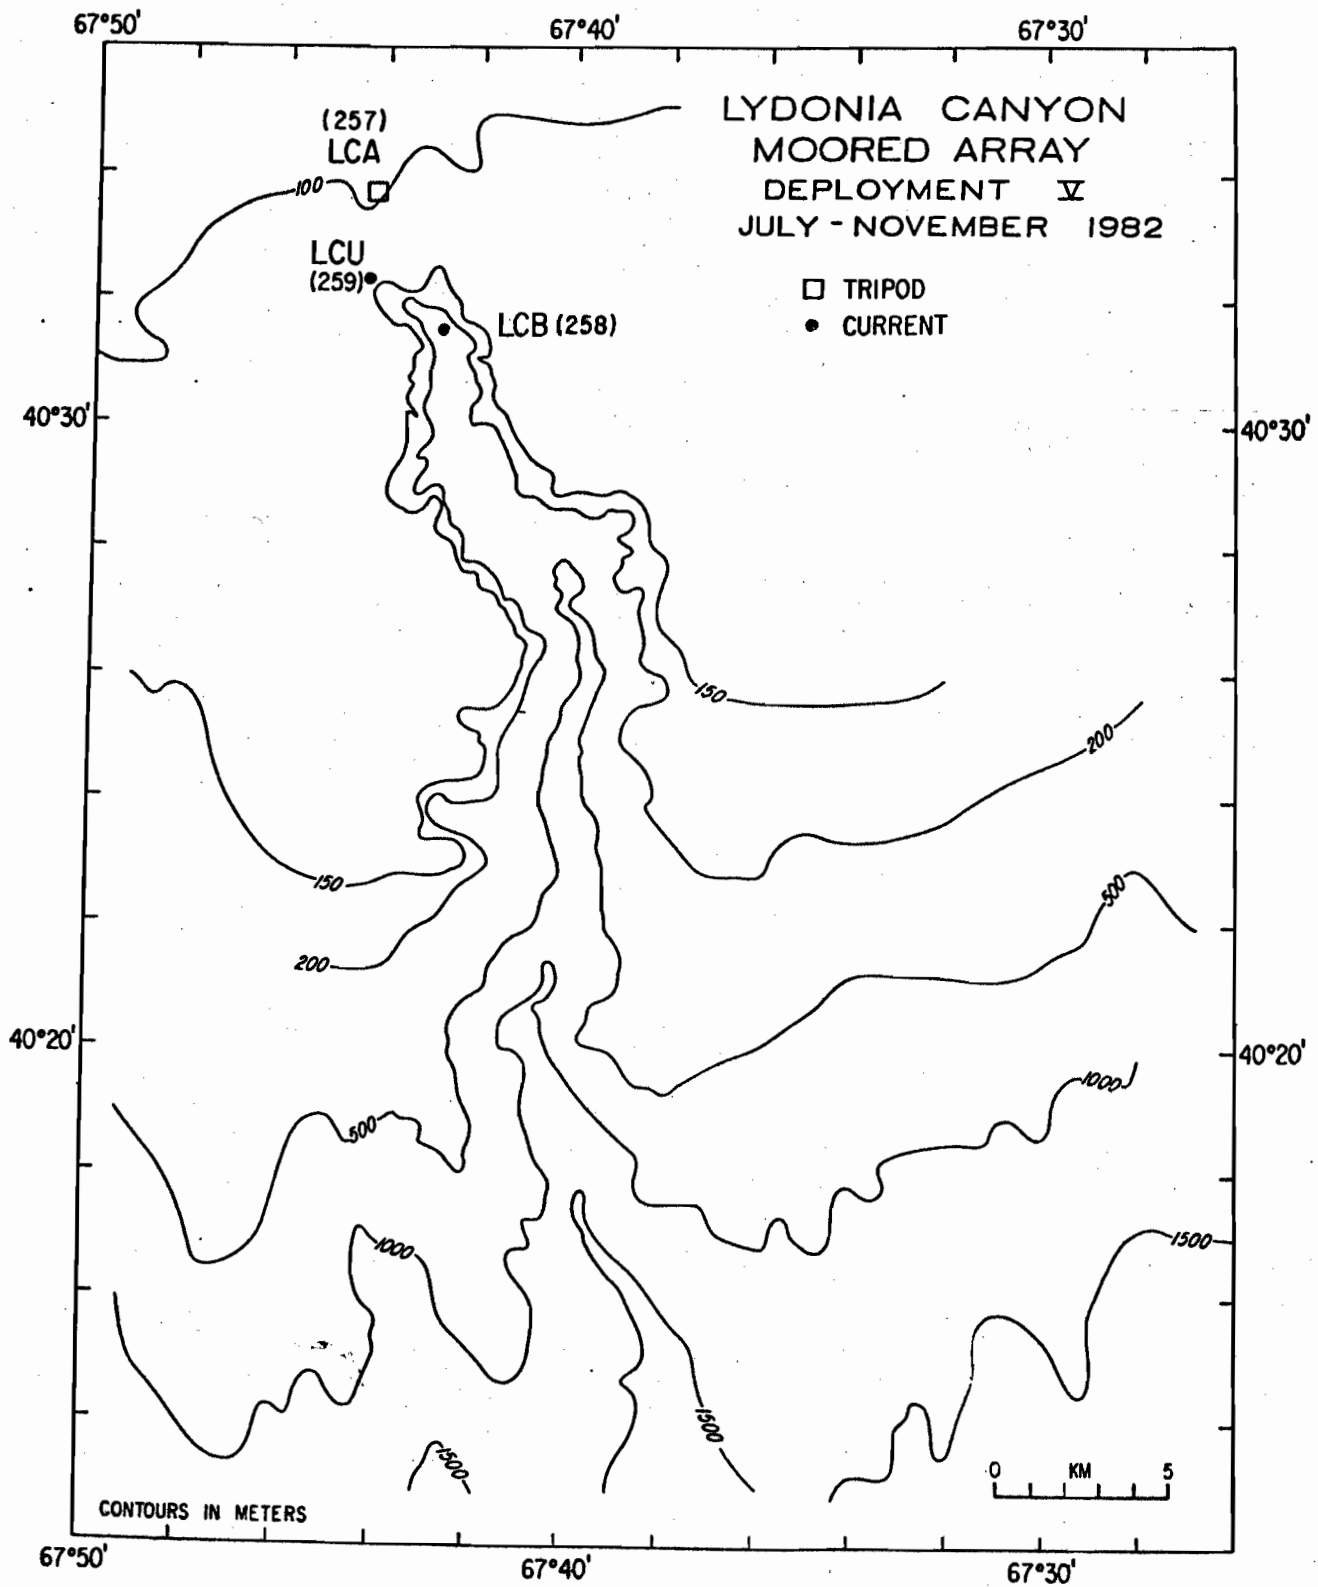 67°50'
67°40'
67°30'
LYDONIA CANYON
MOORED ARRAY
DEPLOYMENT V
JULY - NOVEMBER 1982
(257)
LCA
100
LCU
(259)
LCB (258)
TRIPOD
CURRENT
40°30'
40°30'
150
200
150
500
200
40°20'
40°20'
1000
500
1000
1500
1500
1500
0 KM 5
CONTOURS IN METERS
67°50'
67°40'
67°30'